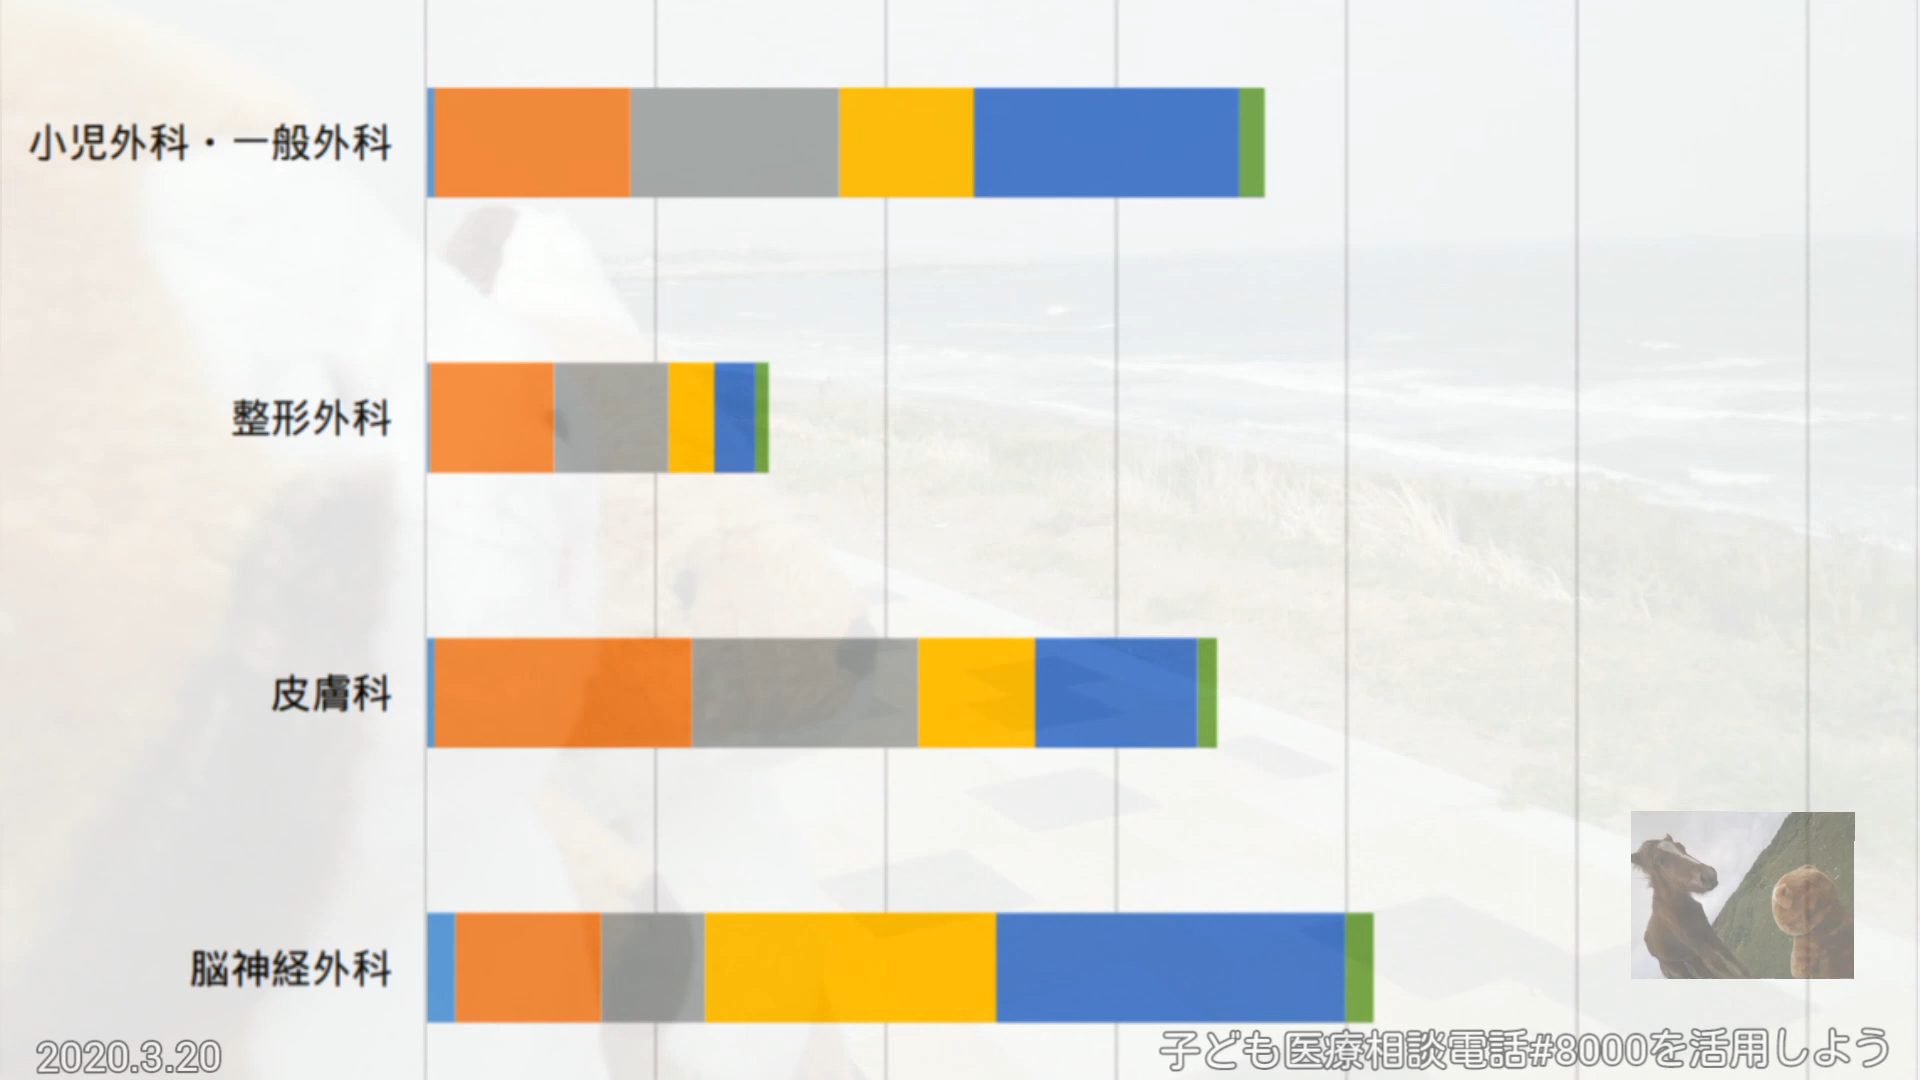 小児外科・一般外科
整形外科
皮膚科
脳神経外科
2020.3.20
子ども医療相談電話#8000を活用しよう